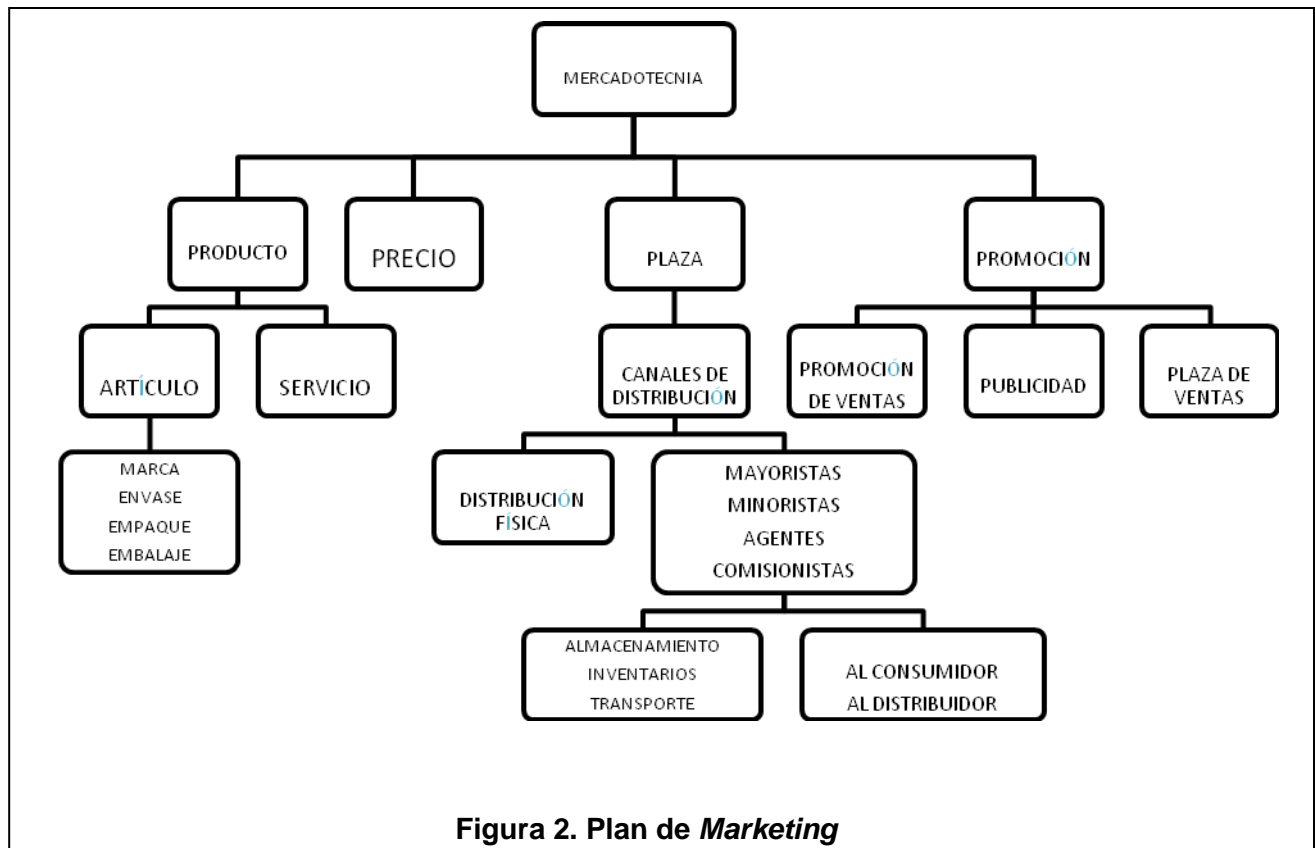 MERCADOTECNIA
PRODUCTO
PRECIO
PLAZA
PROMOCIÓN
ARTÍCULO
SERVICIO
CANALES DE
DISTRIBUCIÓN
PROMOCIÓN
DE VENTAS
PUBLICIDAD
PLAZA DE
VENTAS
MARCA
ENVASE
EMPAQUE
EMBALAJE
DISTRIBUCIÓN
FÍSICA
MAYORISTAS
MINORISTAS
AGENTES
COMISIONISTAS
ALMACENAMIENTO
INVENTARIOS
TRANSPORTE
AL CONSUMIDOR
AL DISTRIBUIDOR
Figura 2. Plan de Marketing